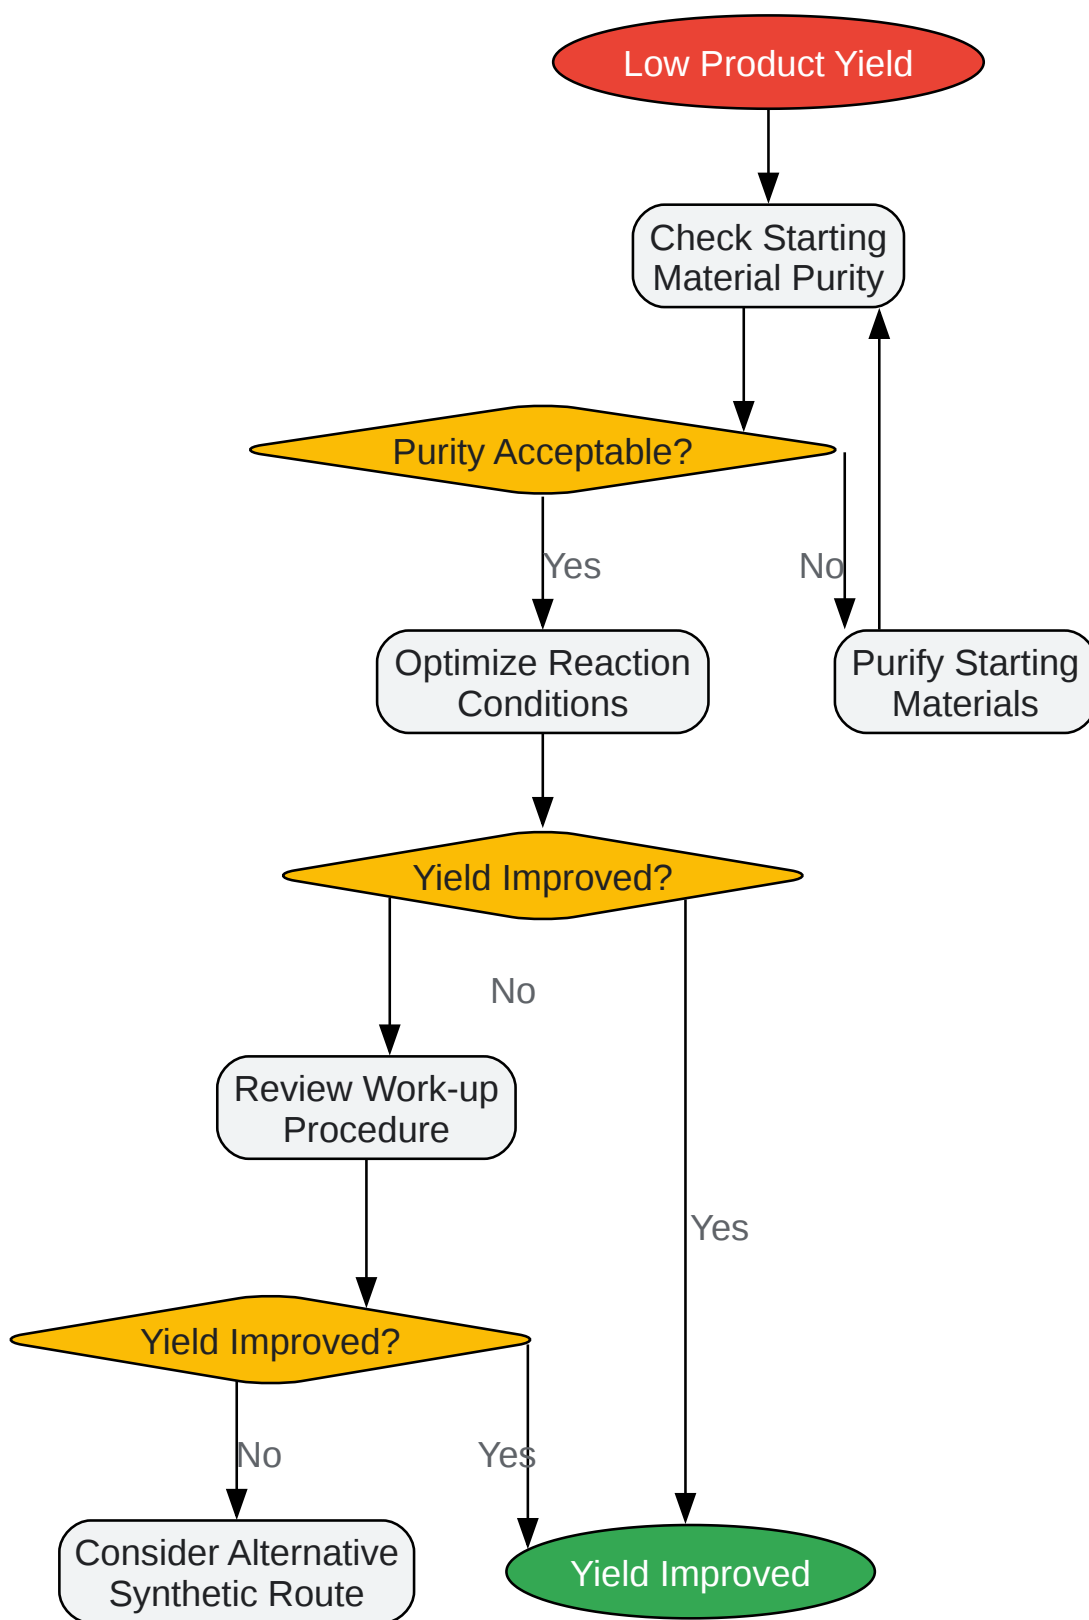 Low Product Yield
Check Starting
Material Purity
Purity Acceptable?
Yes
No
Optimize Reaction
Conditions
Purify Starting
Materials
Yield Improved?
No
Review Work-up
Procedure
Yes
Yield Improved?
No
Yes
Consider Alternative
Synthetic Route
Yield Improved